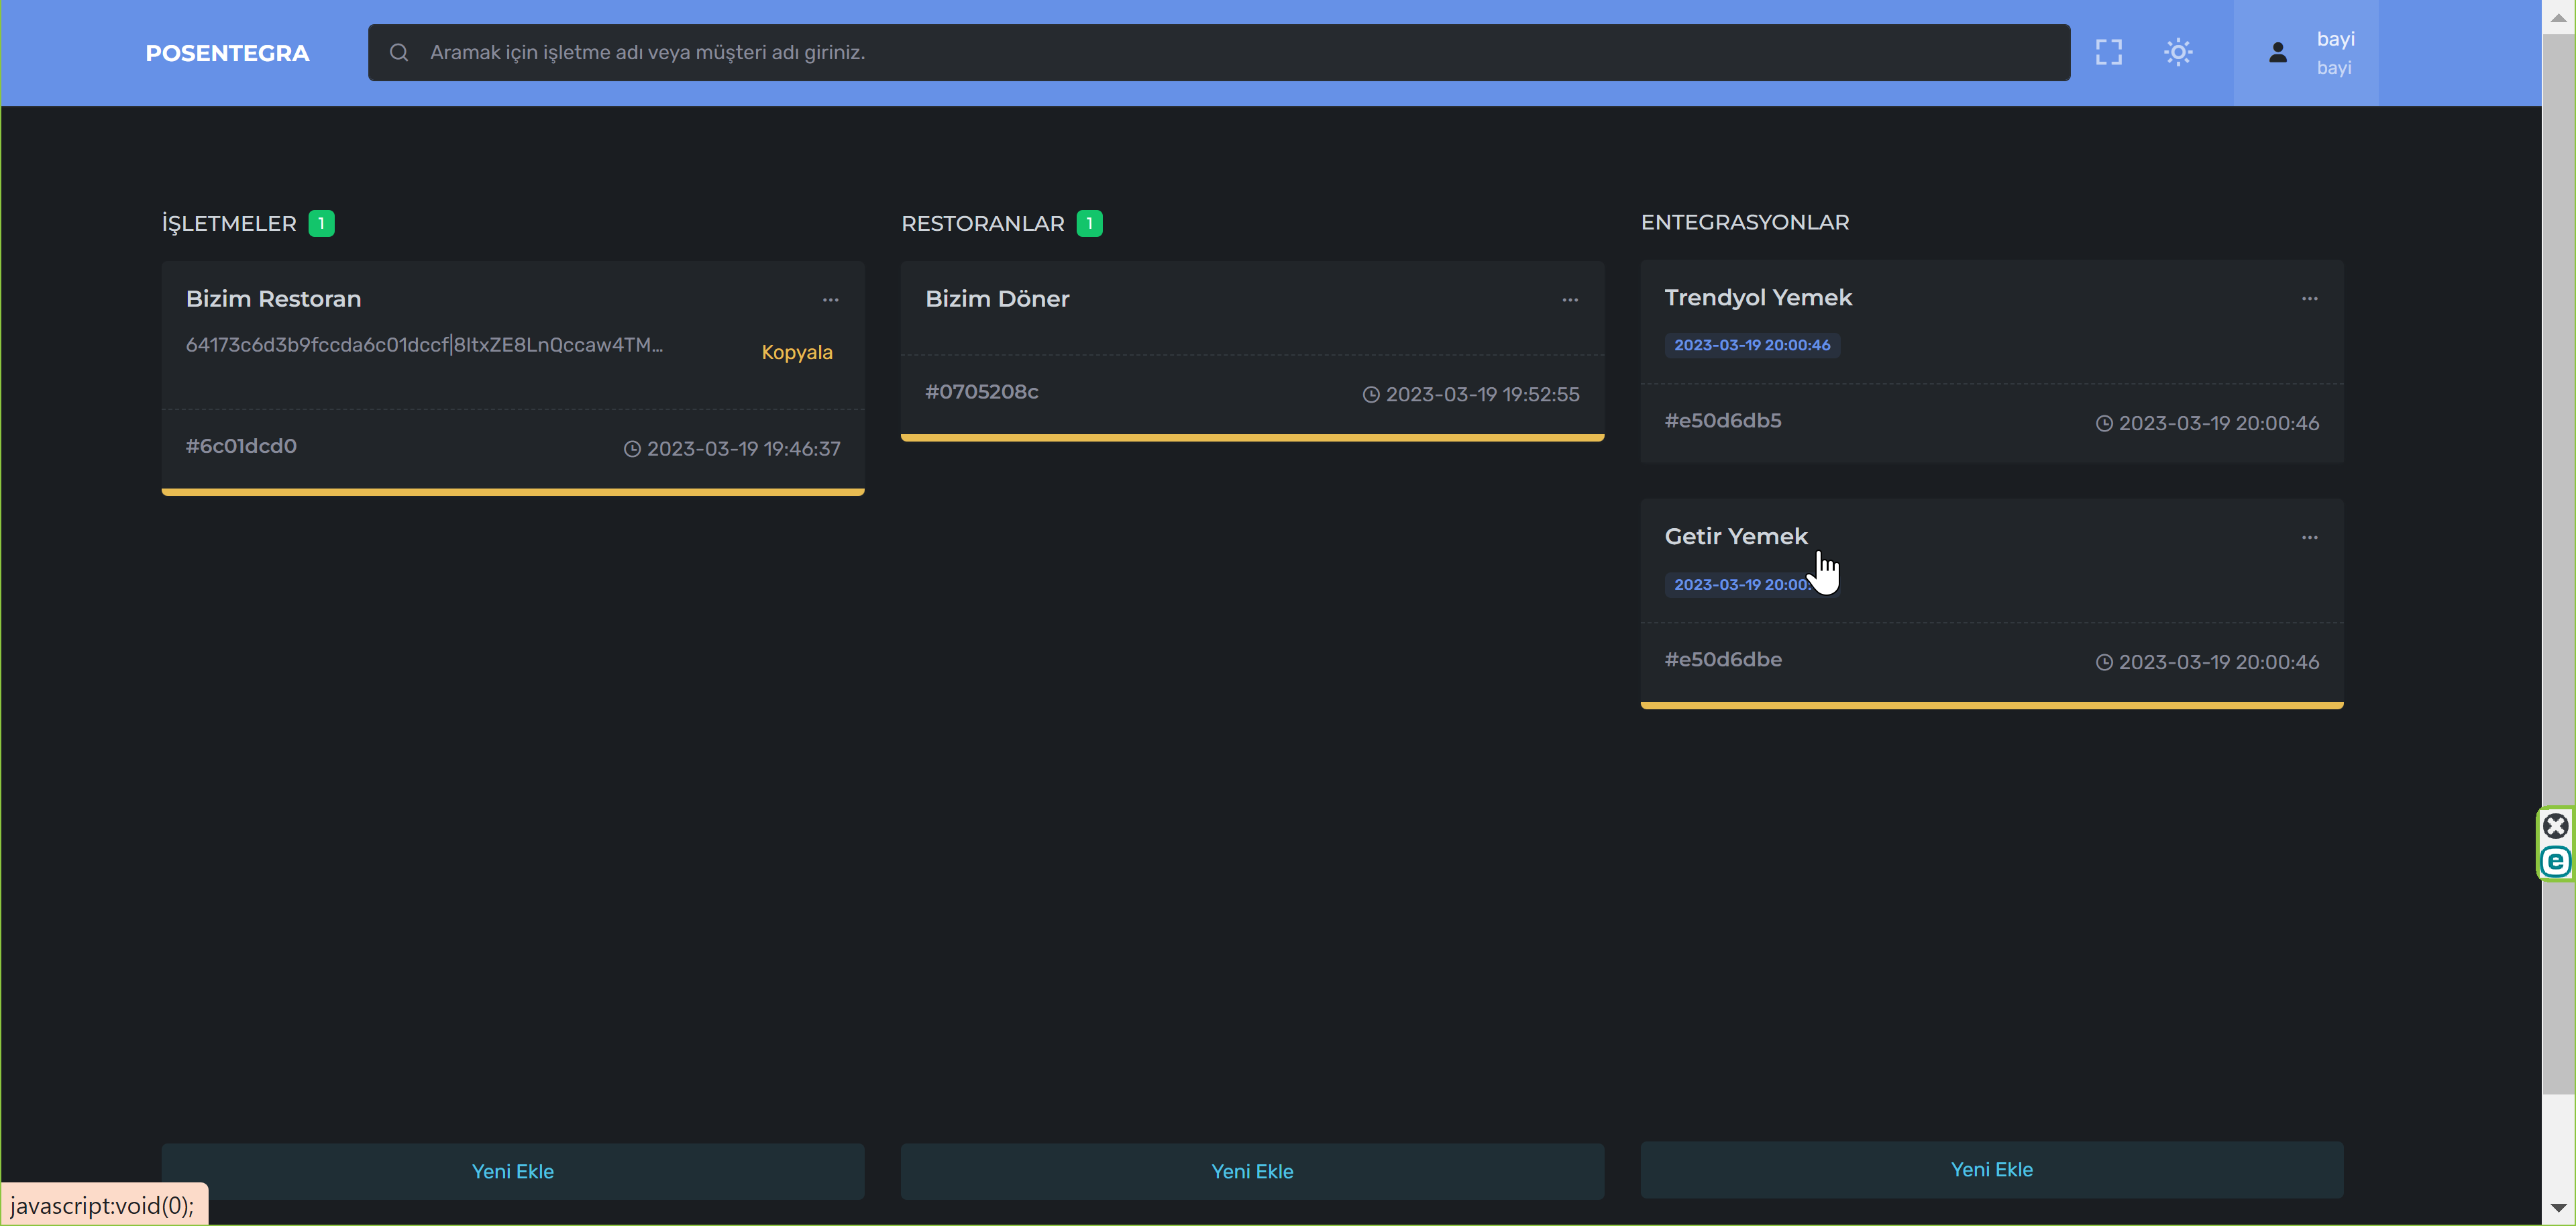 POSENTEGRA
Aramak için işletme adı veya müşteri adı giriniz.
bayi
bayi
İŞLETMELER 1
Bizim Restoran
64173c6d3b9fccda6c01dccf|8ItxZE8LnQccaw4TM...
Kopyala
#6c01dcd0
2023-03-19 19:46:37
Yeni Ekle
RESTORANLAR 1
Bizim Döner
#0705208c
2023-03-19 19:52:55
Yeni Ekle
ENTEGRASYONLAR
Trendyol Yemek
2023-03-19 20:00:46
#e50d6db5
2023-03-19 20:00:46
Getir Yemek
2023-03-19 20:00:
#e50d6dbe
2023-03-19 20:00:46
Yeni Ekle
javascript:void(0);
e